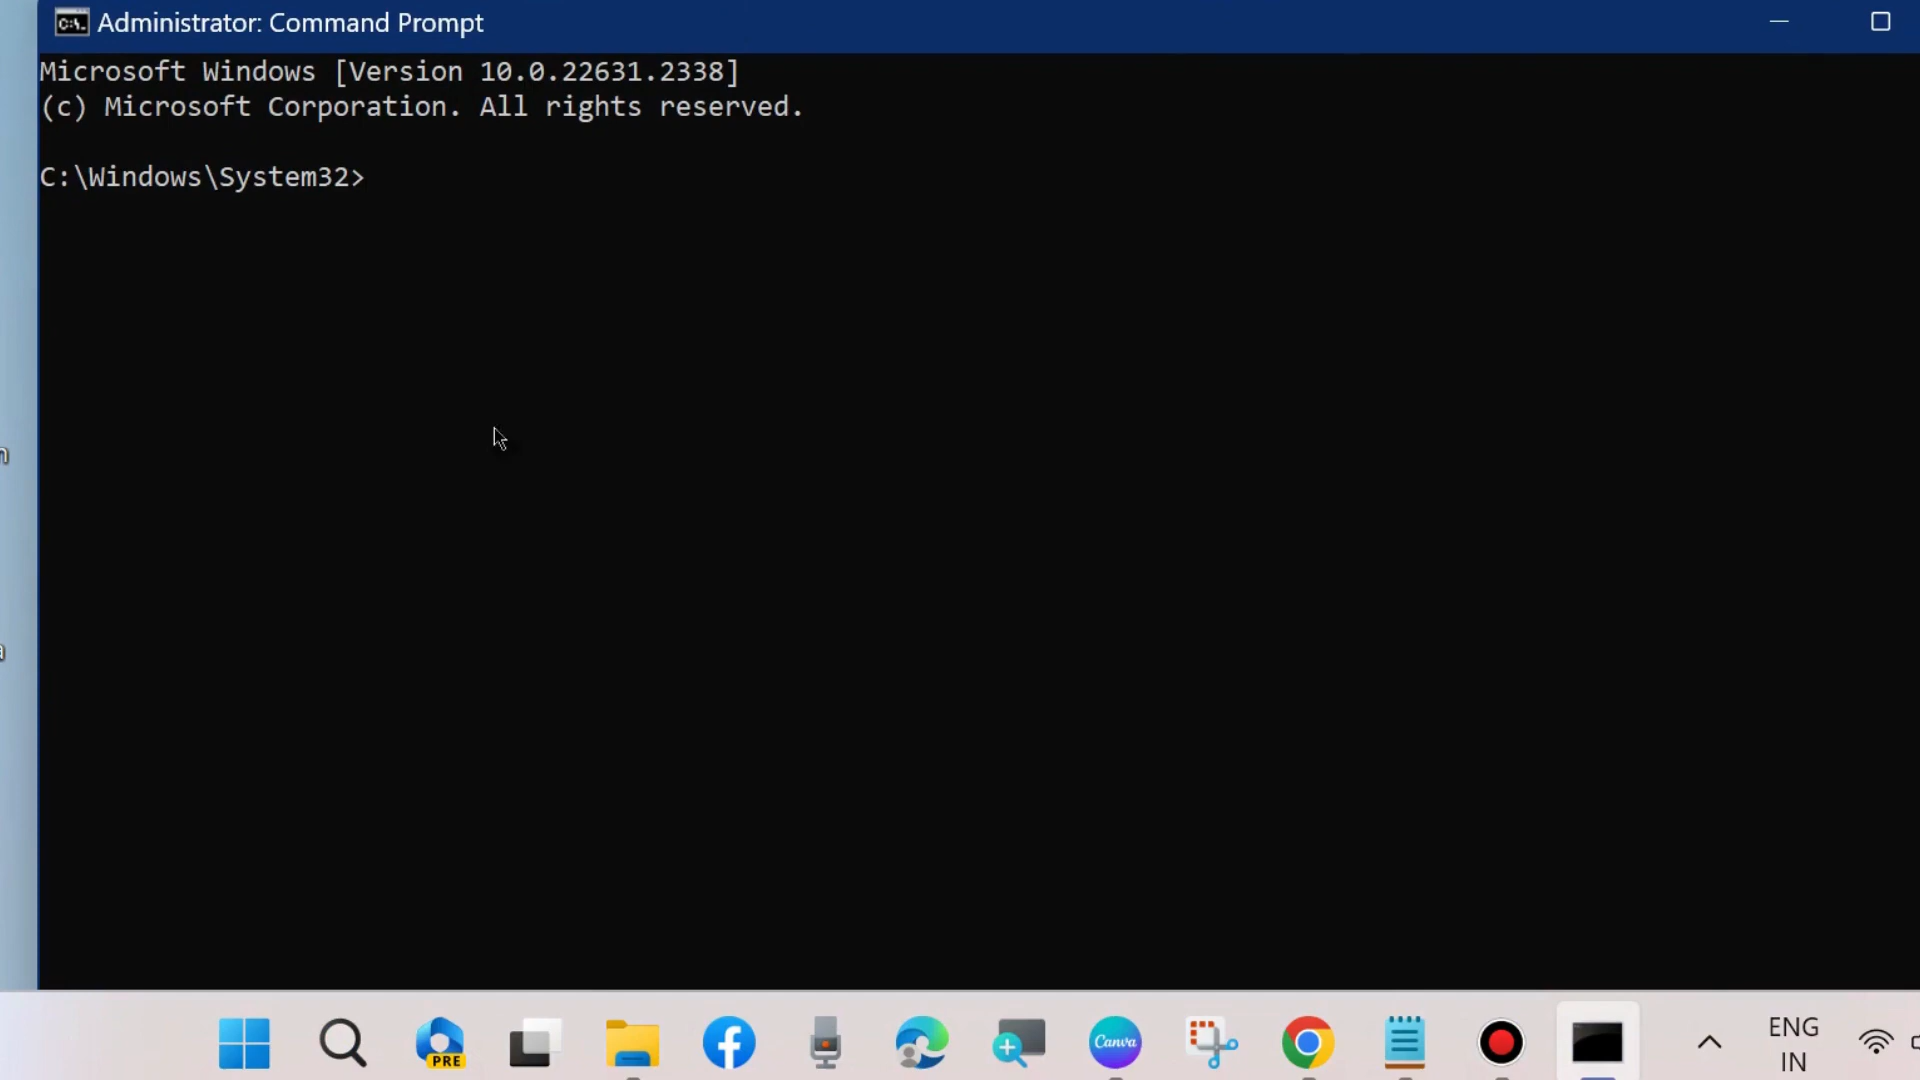 Administrator: Command Prompt
Microsoft Windows [Version 10.0.22631.2338]
(c) Microsoft Corporation. All rights reserved.
C:\Windows\System32>
n
a
PRE
Canva
ENG
IN